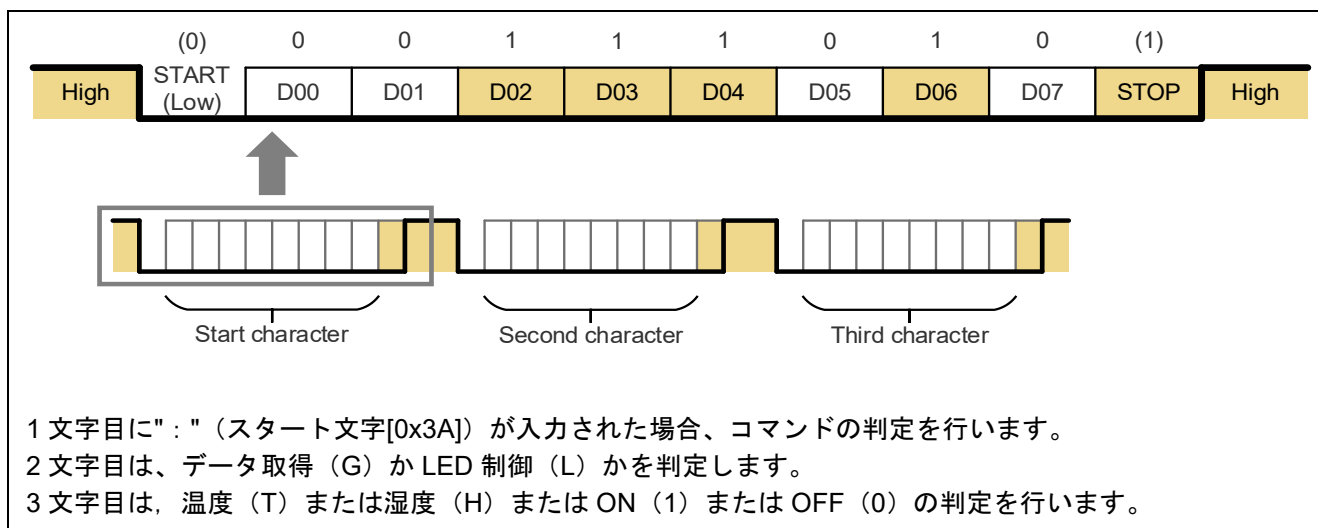 (0) 0 0 1 1 1 0 1 0 (1)
High START (Low) D00 D01 D02 D03 D04 D05 D06 D07 STOP High
Start character Second character Third character
1 文字目に"："（スタート文字[0x3A]）が入力された場合、コマンドの判定を行います。
2 文字目は、データ取得（G）か LED 制御（L）かを判定します。
3 文字目は，温度（T）または湿度（H）または ON（1）または OFF（0）の判定を行います。